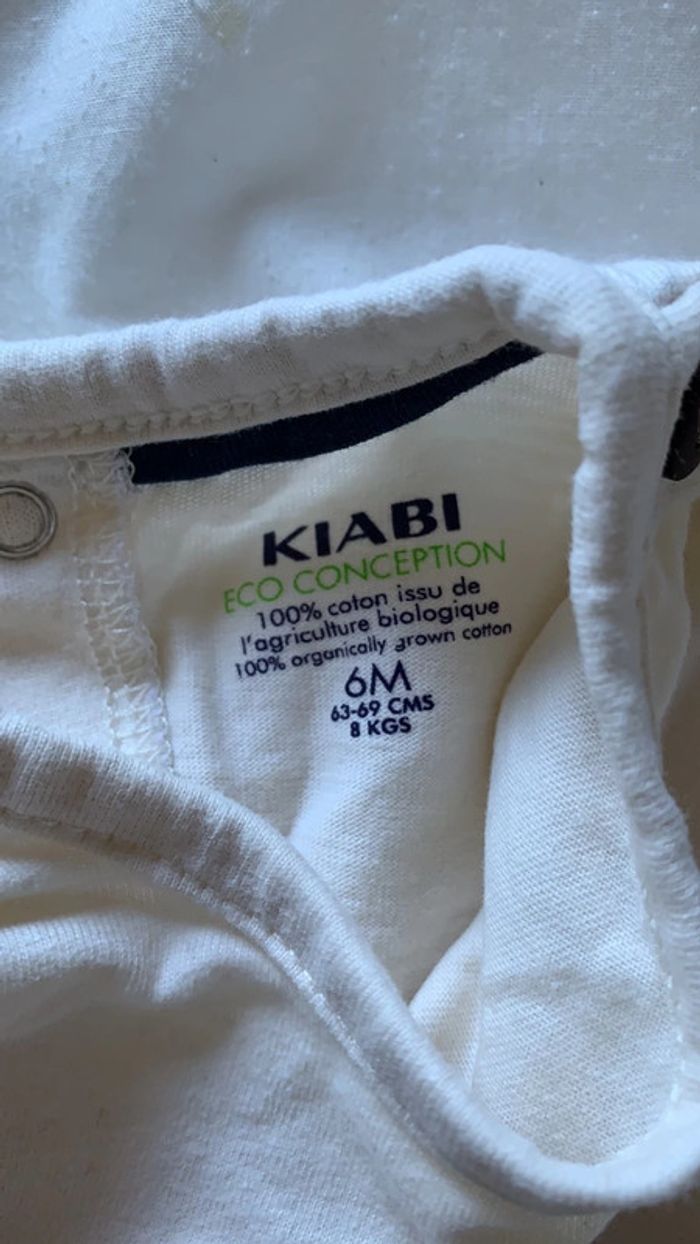 KIABI
ECO CONCEPTION
100% coton issu de
l'agriculture biologique
100% organically grown cotton
6M
63-69 CMS
8 KGS